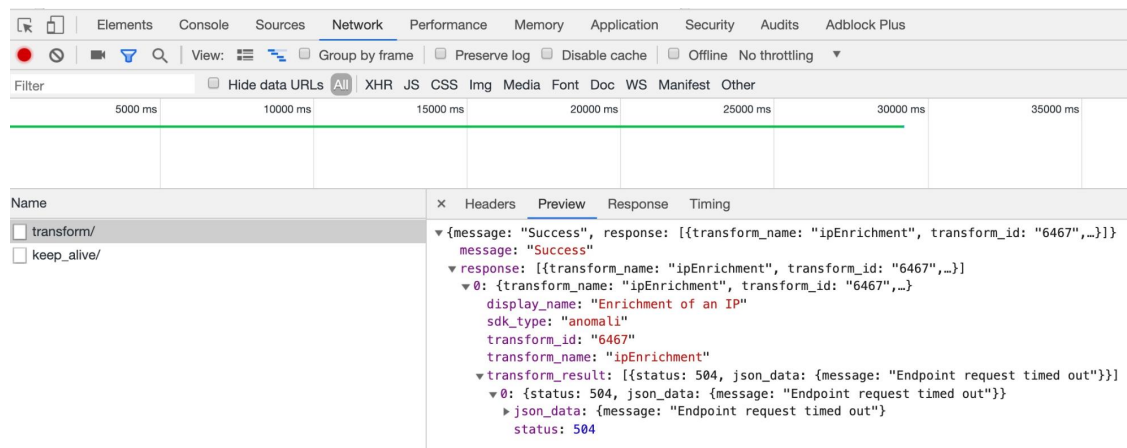 Elements Console Sources Network Performance Memory Application Security Audits Adblock Plus
View: Group by frame Preserve log Disable cache Offline No throttling ▼
Filter Hide data URLs All XHR JS CSS Img Media Font Doc WS Manifest Other
5000 ms 10000 ms 15000 ms 20000 ms 25000 ms 30000 ms 35000 ms
Name × Headers Preview Response Timing
transform/ ▼{message: "Success", response: [{transform_name: "ipEnrichment", transform_id: "6467",…}]}
message: "Success"
keep_alive/ ▼response: [{transform_name: "ipEnrichment", transform_id: "6467",…}]
▼0: {transform_name: "ipEnrichment", transform_id: "6467",…}
display_name: "Enrichment of an IP"
sdk_type: "anomali"
transform_id: "6467"
transform_name: "ipEnrichment"
▼transform_result: [{status: 504, json_data: {message: "Endpoint request timed out"}}]
▼0: {status: 504, json_data: {message: "Endpoint request timed out"}}
▶json_data: {message: "Endpoint request timed out"}
status: 504